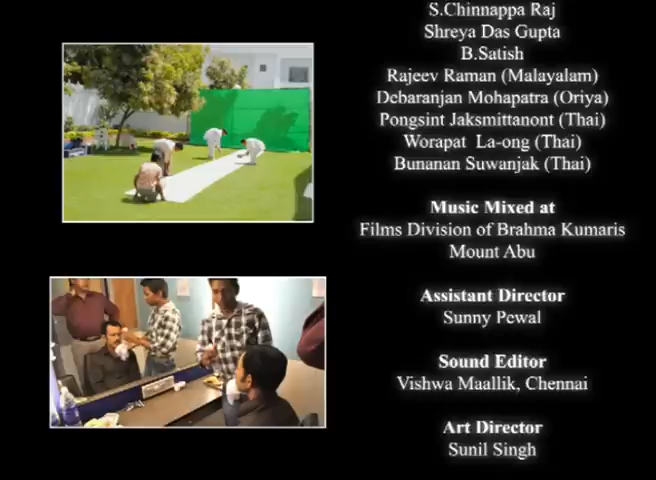 S.Chinnappa Raj
Shreya Das Gupta
B.Satish
Rajeev Raman (Malayalam)
Debaranjan Mohapatra (Oriya)
Pongsint Jaksmittanont (Thai)
Worapat La-ong (Thai)
Bunanan Suwanjak (Thai)
Music Mixed at
Films Division of Brahma Kumaris
Mount Abu
Assistant Director
Sunny Pewal
Sound Editor
Vishwa Maallik, Chennai
Art Director
Sunil Singh